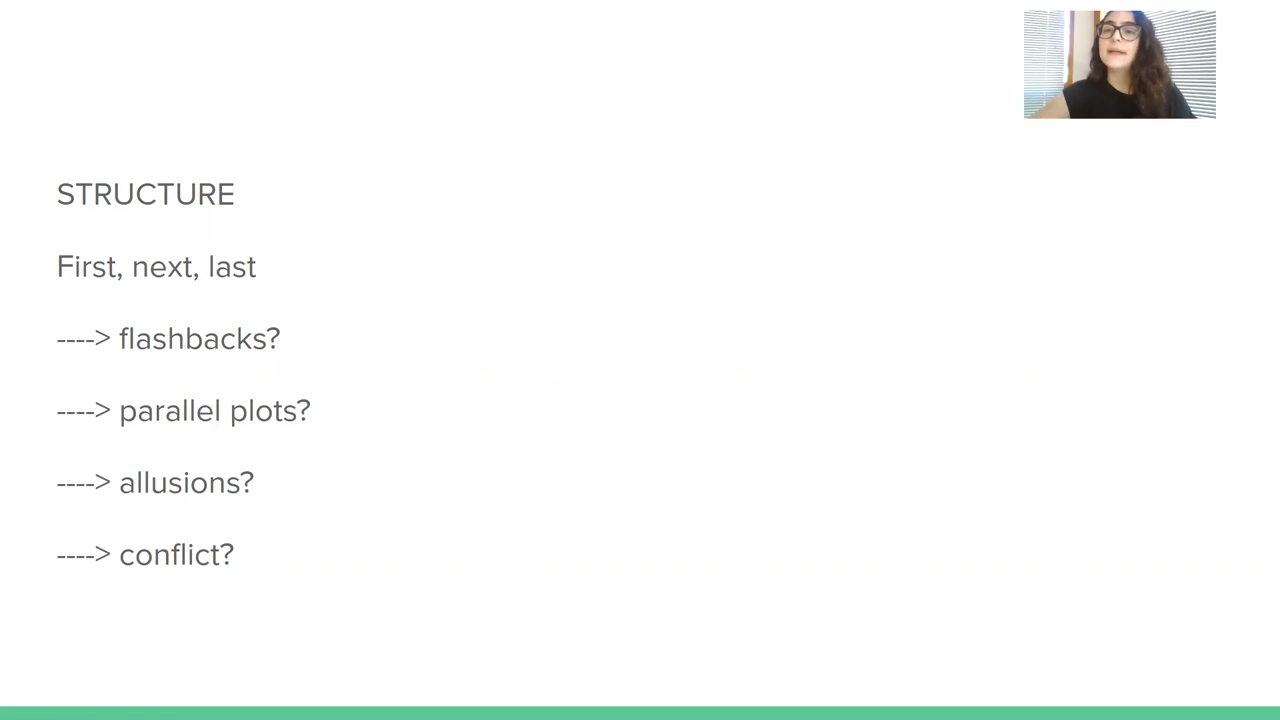 STRUCTURE
First, next, last
----> flashbacks?
----> parallel plots?
----> allusions?
----> conflict?